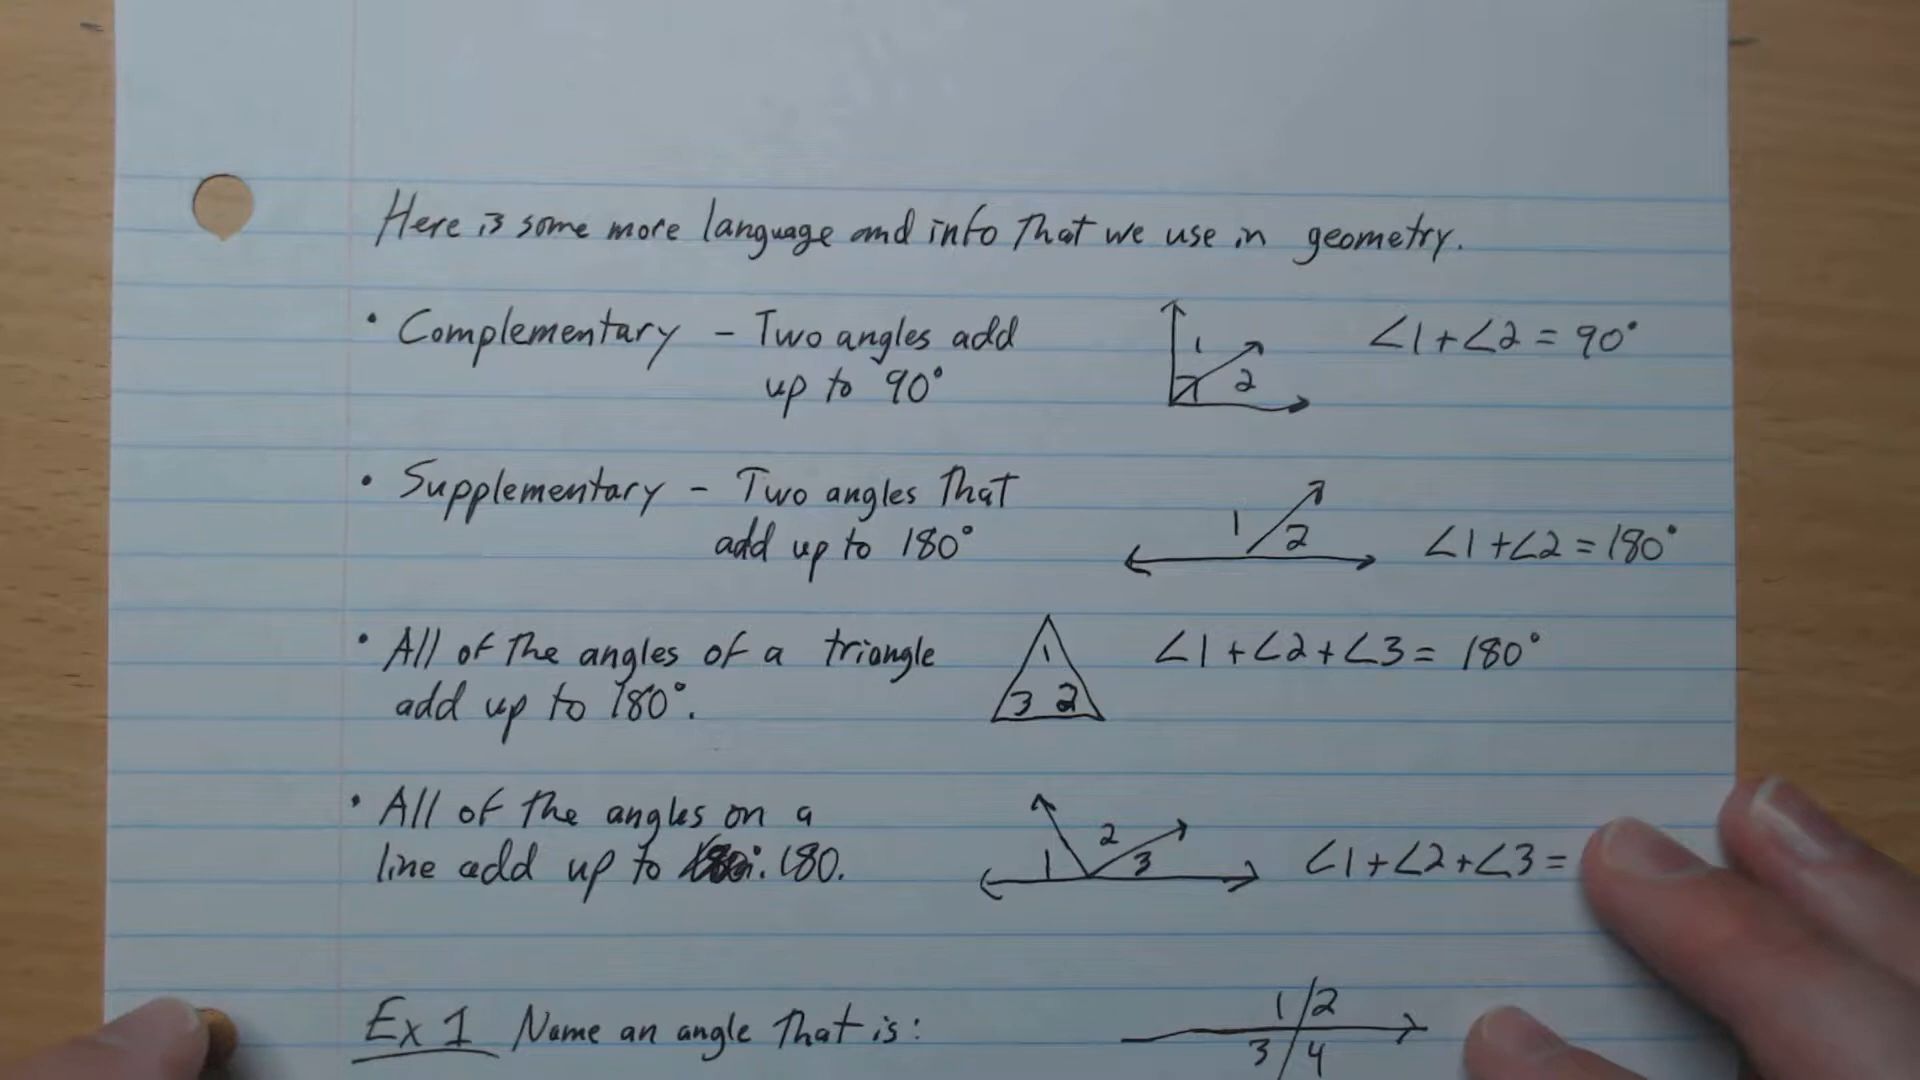 Here is some more language and info that we use in geometry.
• Complementary - Two angles add
up to 90°
1
2
∠1+∠2 = 90°
• Supplementary - Two angles that
add up to 180°
1
2
∠1+∠2 = 180°
• All of the angles of a triangle
add up to 180°.
1
3 2
∠1+∠2+∠3 = 180°
• All of the angles on a
line add up to 180.
1
2
3
∠1+∠2+∠3 =
Ex 1 Name an angle that is:
1 2
3 4